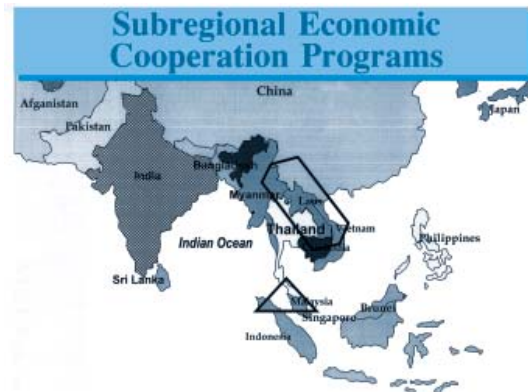 Subregional Economic
Cooperation Programs
China
Afganistan
Japan
Pakistan
Bangladesh
India
Myanmar
Laos
Thailand
Vietnam
Philippines
Indian Ocean
Sri Lanka
Malaysia
Brunei
Singapore
Indonesia